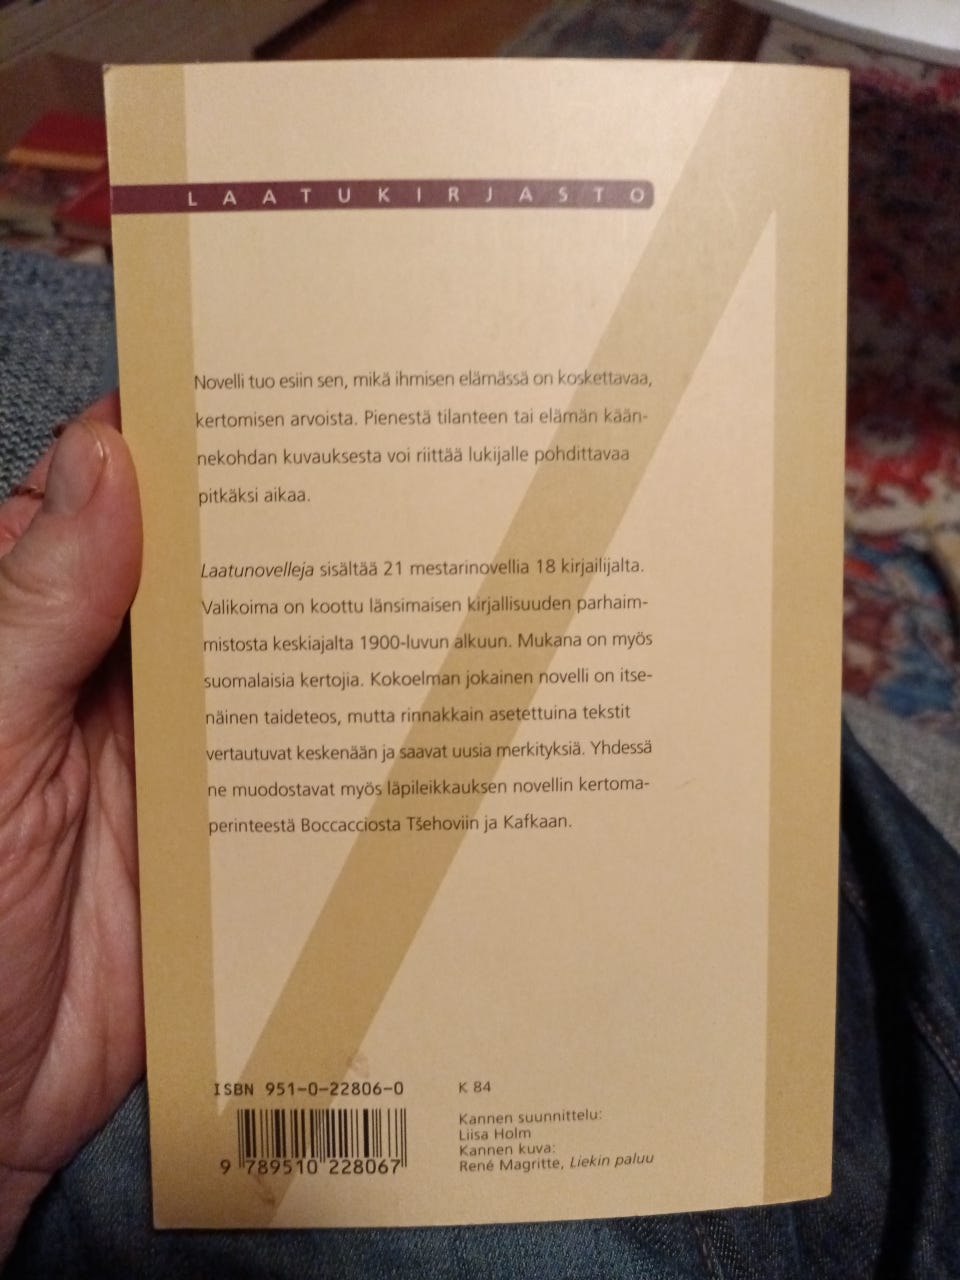 LAATUKIRJASTO
Novelli tuo esiin sen, mikä ihmisen elämässä on koskettavaa,
kertomisen arvoista. Pienestä tilanteen tai elämän kään-
nekohdan kuvauksesta voi riittää lukijalle pohdittavaa
pitkäksi aikaa.
Laatunovelleja sisältää 21 mestarinovellia 18 kirjailijalta.
Valikoima on koottu länsimaisen kirjallisuuden parhaim-
mistosta keskiajalta 1900-luvun alkuun. Mukana on myös
suomalaisia kertojia. Kokoelman jokainen novelli on itse-
näinen taideteos, mutta rinnakkain asetettuina tekstit
vertautuvat keskenään ja saavat uusia merkityksiä. Yhdessä
ne muodostavat myös läpileikkauksen novellin kertoma-
perinteestä Boccacciosta Tšehoviin ja Kafkaan.
ISBN 951-0-22806-0
9 789510 228067
K 84
Kannen suunnittelu:
Liisa Holm
Kannen kuva:
René Magritte, Liekin paluu